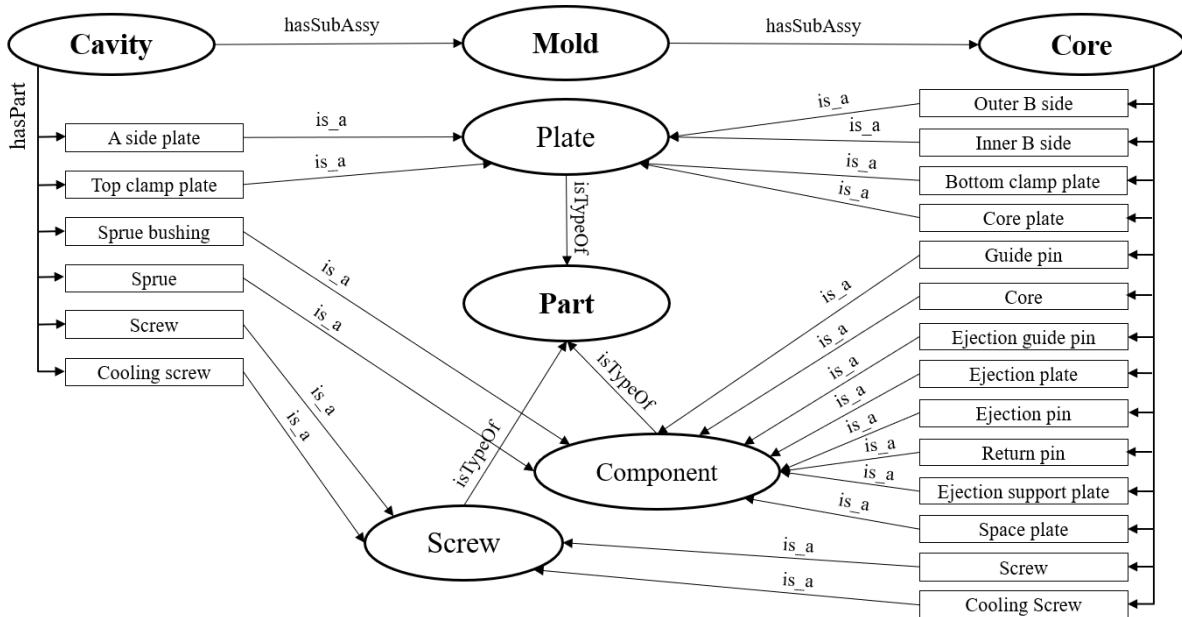 Cavity
hasSubAssy
Mold
hasSubAssy
Core
hasPart
A side plate
is_a
Top clamp plate
is_a
Sprue bushing
is_a
Sprue
is_a
Screw
is_a
Cooling screw
is_a
Plate
isTypeOf
Part
isTypeOf
isTypeOf
Component
Screw
is_a
Outer B side
is_a
Inner B side
is_a
Bottom clamp plate
is_a
Core plate
is_a
Guide pin
is_a
Core
is_a
Ejection guide pin
is_a
Ejection plate
is_a
Ejection pin
is_a
Return pin
is_a
Ejection support plate
is_a
Space plate
is_a
Screw
is_a
Cooling Screw